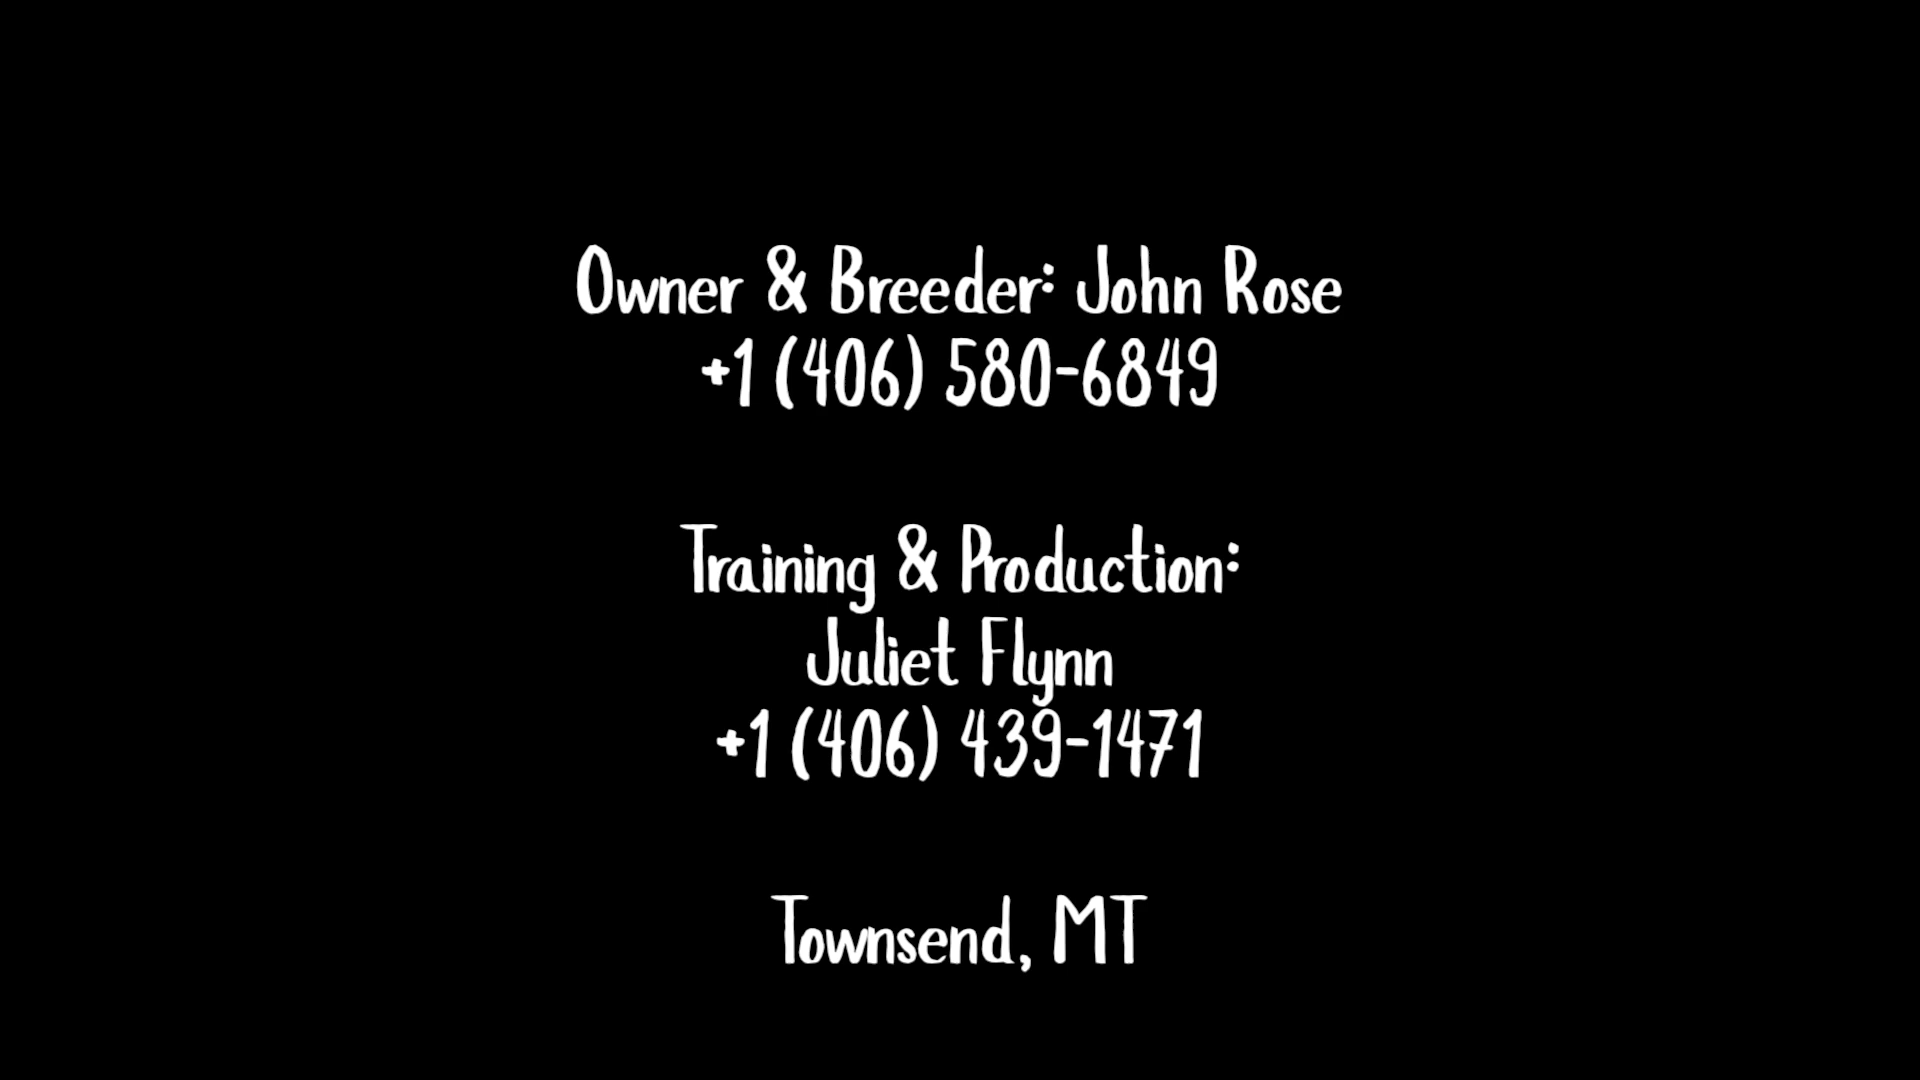 Owner & Breeder: John Rose
+1 (406) 580-6849
Training & Production:
Juliet Flynn
+1 (406) 439-1471
Townsend, MT